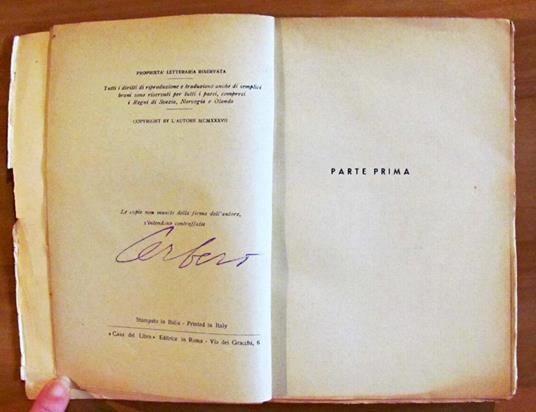 PROPRIETA' LETTERARIA RISERVATA
Tutti i diritti di riproduzione e traduzione anche di semplici
brani sono riservati per tutti i paesi, compresi
i Regni di Svezia, Norvegia e Olanda
COPYRIGHT BY L'AUTORE MCMXXXVII
Le copie non munite della firma dell'autore,
s'intendono contraffatte
Cerbero
Stampato in Italia - Printed in Italy
« Casa del Libro » Editrice in Roma - Via dei Gracchi, 6
PARTE PRIMA